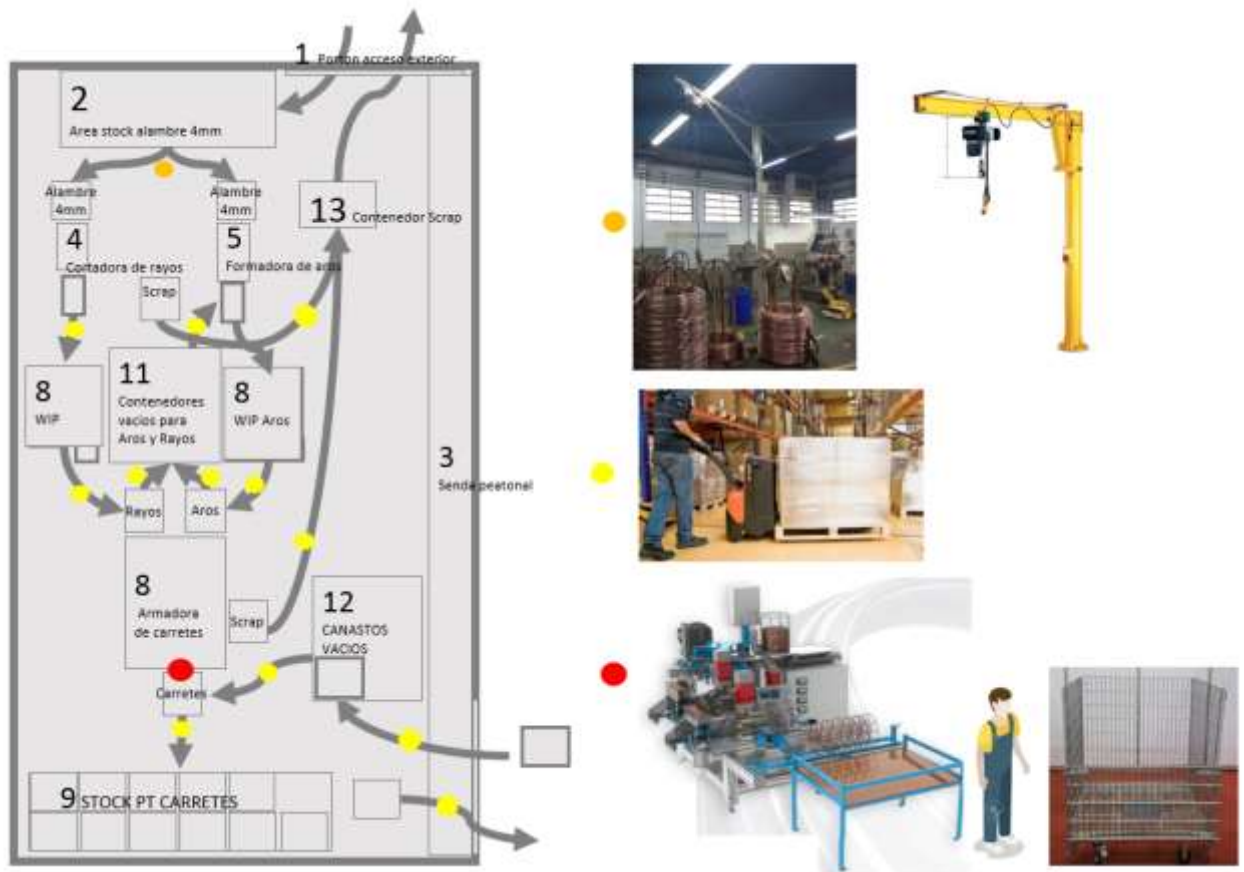 1 Porton acceso exterior
2
Area stock alambre 4mm
Alambre
4mm
Alambre
4mm
13 Contenedor Scrap
4
Cortadora de rayos
5
Formadora de aros
Scrap
8
WIP
11
Contenedores
vacios para
Aros y Rayos
8
WIP Aros
3
Senda peatonal
Rayos
Aros
8
Armadora
de carretes
Scrap
12
CANASTOS
VACIOS
Carretes
9 STOCK PT CARRETES